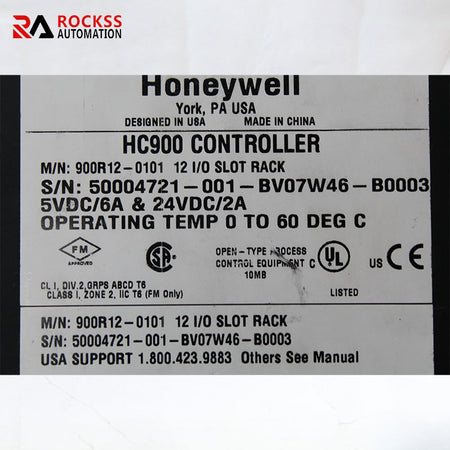 ROCKSS
AUTOMATION
Honeywell
York, PA USA
DESIGNED IN USA MADE IN CHINA
HC900 CONTROLLER
M/N: 900R12-0101 12 I/O SLOT RACK
S/N: 50004721-001-BV07W46-B0003
5VDC/6A & 24VDC/2A
OPERATING TEMP 0 TO 60 DEG C
FM
APPROVED
OPEN-TYPE PROCESS
CONTROL EQUIPMENT
10MB
C UL US CE
LISTED
CL I, DIV.2,GRPS ABCD T6
CLASS I, ZONE 2, IIC T6 (FM Only)
M/N: 900R12-0101 12 I/O SLOT RACK
S/N: 50004721-001-BV07W46-B0003
USA SUPPORT 1.800.423.9883 Others See Manual